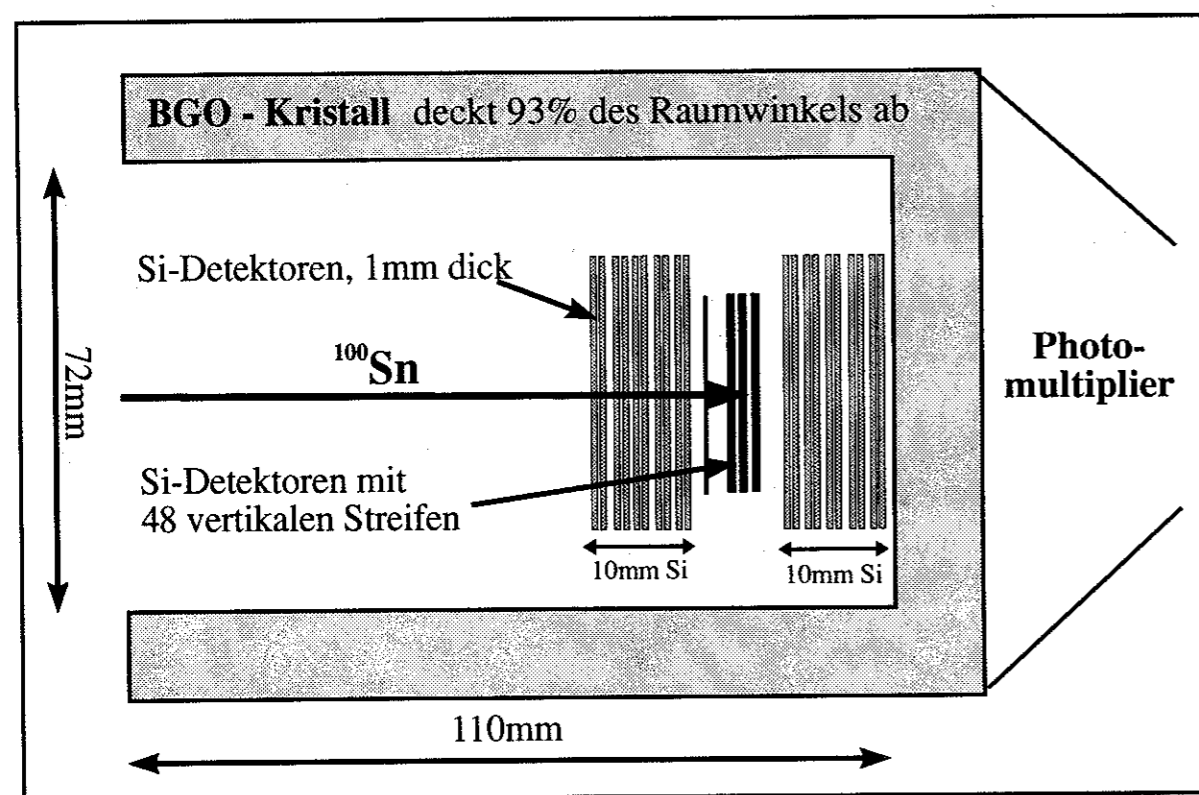 BGO - Kristall deckt 93% des Raumwinkels ab
Si-Detektoren, 1mm dick
¹⁰⁰Sn
72mm
Photo-
multiplier
Si-Detektoren mit
48 vertikalen Streifen
10mm Si
10mm Si
110mm